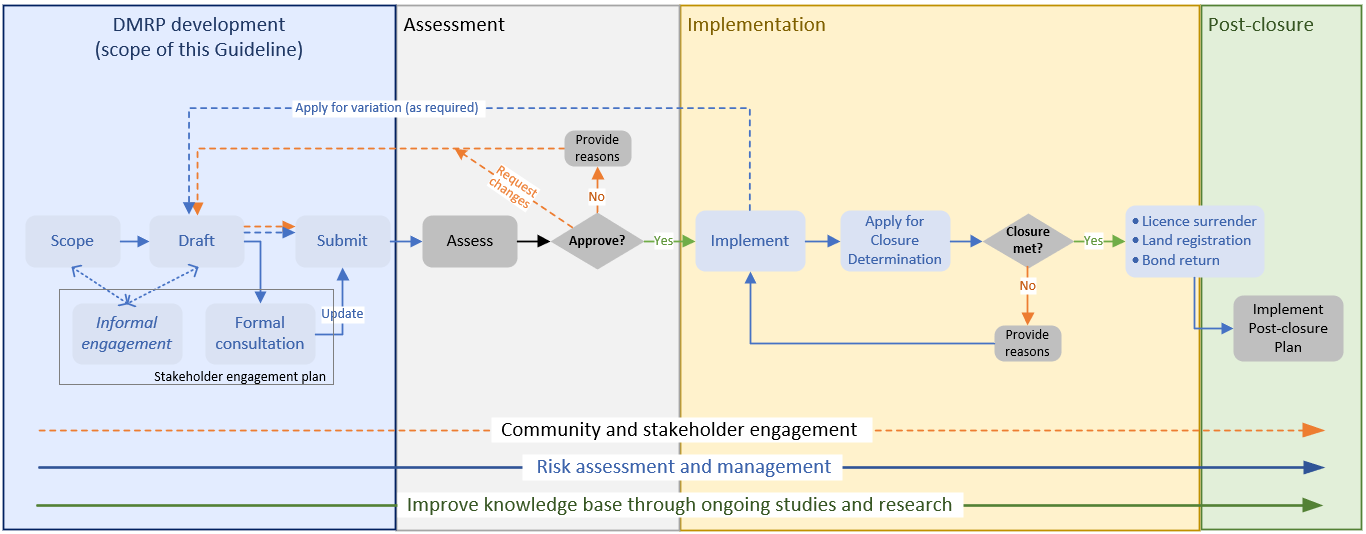 DMRP development
(scope of this Guideline)
Assessment
Implementation
Post-closure
Apply for variation (as required)
Provide
reasons
Request
changes
No
Scope
Draft
Submit
Assess
Approve?
Yes
Implement
Apply for
Closure
Determination
Closure
met?
Yes
• Licence surrender
• Land registration
• Bond return
No
Informal
engagement
Formal
consultation
Update
Stakeholder engagement plan
Provide
reasons
Implement
Post-closure
Plan
Community and stakeholder engagement
Risk assessment and management
Improve knowledge base through ongoing studies and research